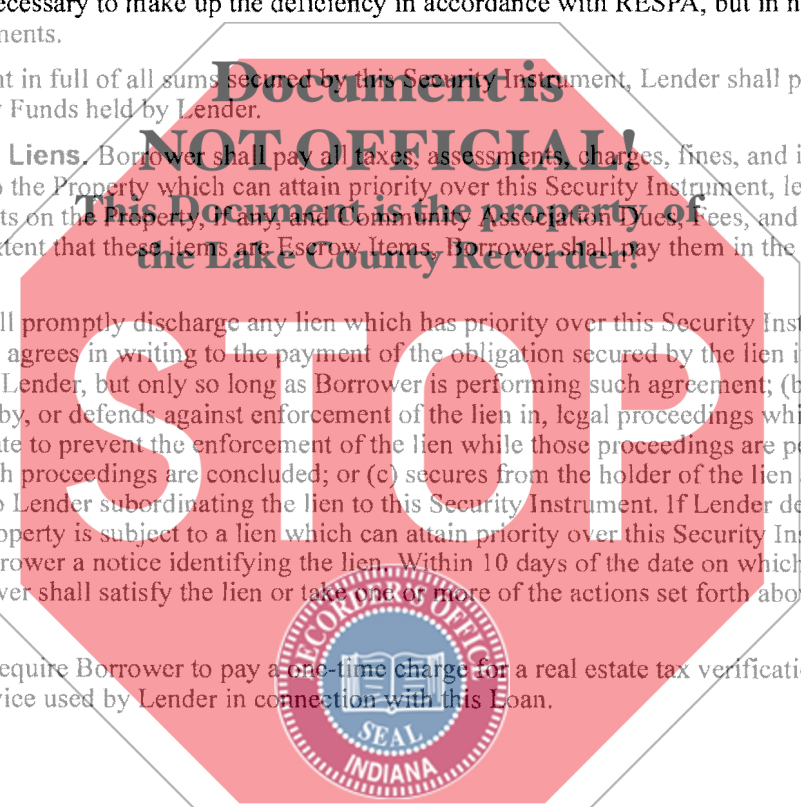 ecessary to make up the deficiency in accordance with RESPA, but in n
ments.
nt in full of all sums secured by this Security Instrument, Lender shall p
Funds held by Lender.
Document is
NOT OFFICIAL!
This Document is the property of
the Lake County Recorder!
Liens. Borrower shall pay all taxes, assessments, charges, fines, and i
o the Property which can attain priority over this Security Instrument, le
ts on the Property, if any, and Community Association Dues, Fees, and
xtent that these items are Escrow Items, Borrower shall pay them in the
ll promptly discharge any lien which has priority over this Security Inst
agrees in writing to the payment of the obligation secured by the lien i
Lender, but only so long as Borrower is performing such agreement; (b
by, or defends against enforcement of the lien in, legal proceedings whi
ate to prevent the enforcement of the lien while those proceedings are pe
h proceedings are concluded; or (c) secures from the holder of the lien
o Lender subordinating the lien to this Security Instrument. If Lender de
operty is subject to a lien which can attain priority over this Security Ins
rrower a notice identifying the lien. Within 10 days of the date on which
wer shall satisfy the lien or take one or more of the actions set forth abo
STOP
equire Borrower to pay a one-time charge for a real estate tax verificati
vice used by Lender in connection with this Loan.
RECORDER'S OFFICE
SEAL
INDIANA